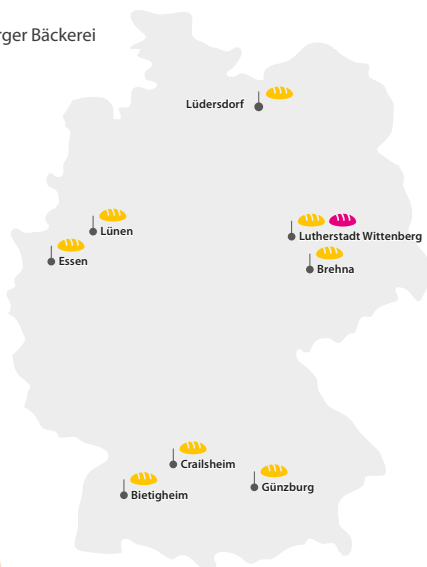 rger Bäckerei
Lüdersdorf
Lünen
Lutherstadt Wittenberg
Essen
Brehna
Crailsheim
Günzburg
Bietigheim